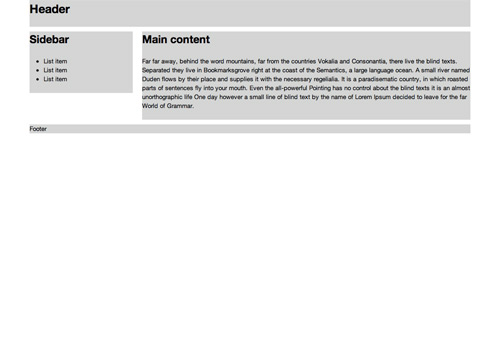 Header
Sidebar
List item
List item
List item
Main content
Far far away, behind the word mountains, far from the countries Vokalia and Consonantia, there live the blind texts.
Separated they live in Bookmarksgrove right at the coast of the Semantics, a large language ocean. A small river named
Duden flows by their place and supplies it with the necessary regelialia. It is a paradisematic country, in which roasted
parts of sentences fly into your mouth. Even the all-powerful Pointing has no control about the blind texts it is an almost
unorthographic life One day however a small line of blind text by the name of Lorem Ipsum decided to leave for the far
World of Grammar.
Footer